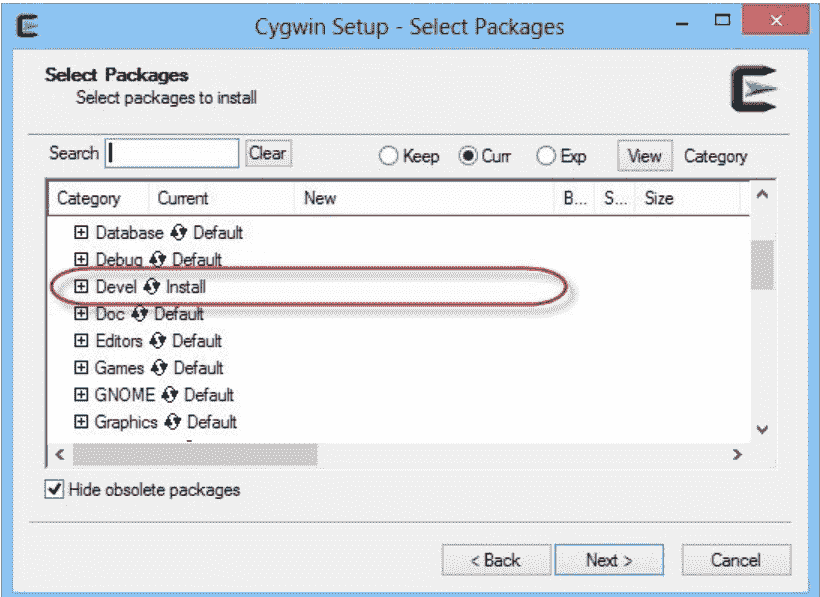 Cygwin Setup - Select Packages
Select Packages
Select packages to install
Search Clear Keep Curr Exp View Category
Category Current New B... S... Size
Database Default
Debug Default
Devel Install
Doc Default
Editors Default
Games Default
GNOME Default
Graphics Default
Hide obsolete packages
< Back Next > Cancel